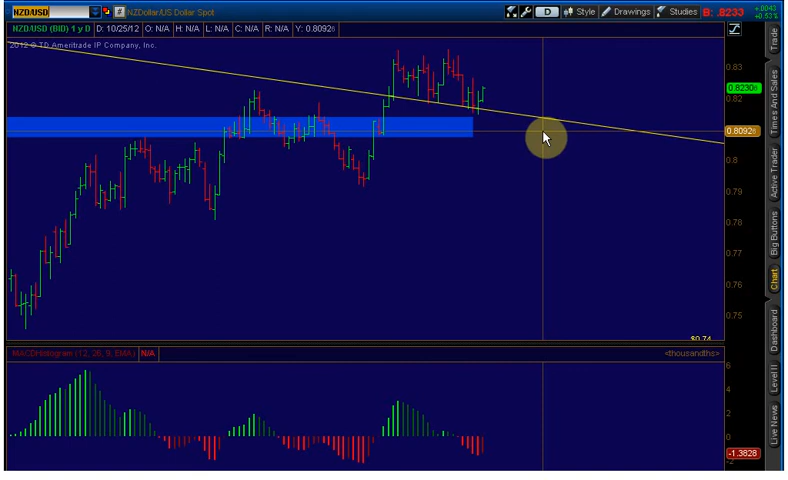 NZD/USD # NZDollar/US Dollar Spot D Style Drawings Studies B: .8233 +.0043 +0.53%
NZD/USD (BID) 1 y D D: 10/25/12 O: N/A H: N/A L: N/A C: N/A R: N/A Y: 0.80926
2012 © TD Ameritrade IP Company, Inc.
0.83
0.82306
0.82
0.80926
0.8
0.79
0.78
0.77
0.76
0.75
$0.74
MACDHistogram (12, 26, 9, EMA) N/A <thousandths>
6
4
2
0
-1.3828
-2
Trade
Times And Sales
Active Trader
Big Buttons
Chart
Dashboard
Level II
Live News